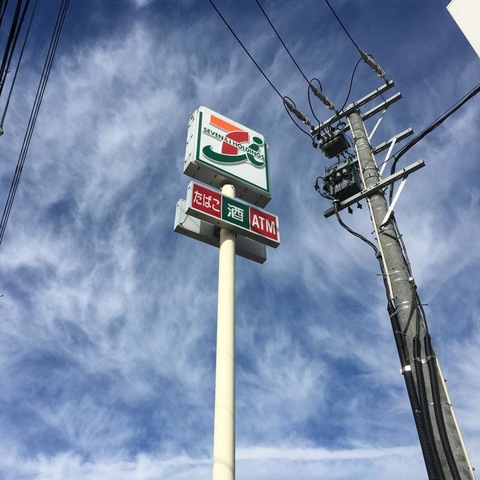 SEVEN&i HOLDINGS
たばこ 酒 ATM